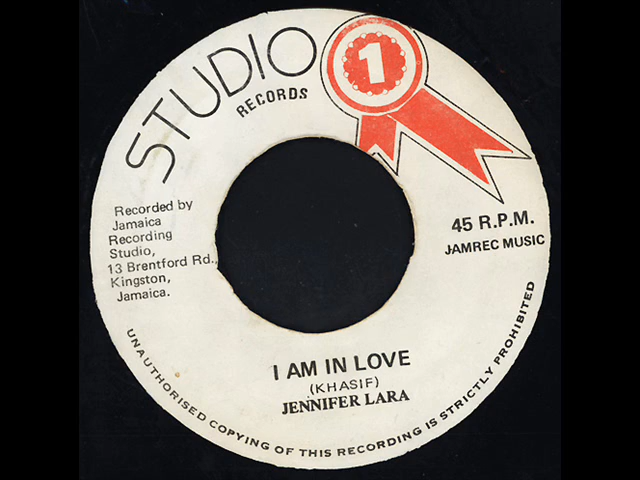 STUDIO 1
RECORDS
Recorded by
Jamaica
Recording
Studio,
13 Brentford Rd.,
Kingston,
Jamaica.
45 R.P.M.
JAMREC MUSIC
I AM IN LOVE
(KHASIF)
JENNIFER LARA
UNAUTHORISED COPYING OF THIS RECORDING IS STRICTLY PROHIBITED